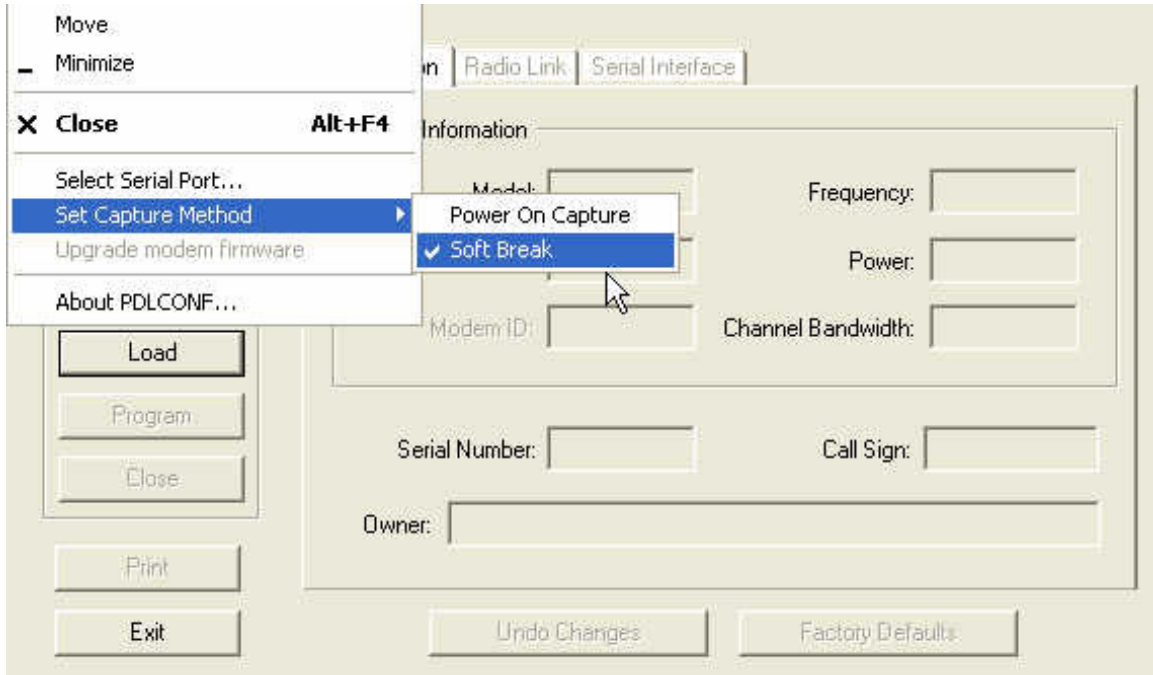 Move
Minimize
Close Alt+F4
Select Serial Port...
Set Capture Method
Upgrade modem firmware
About PDLCONF...
Power On Capture
Soft Break
Radio Link
Serial Interface
Information
Model:
Frequency:
Power:
Modem ID:
Channel Bandwidth:
Serial Number:
Call Sign:
Owner:
Load
Program
Close
Print
Exit
Undo Changes
Factory Defaults